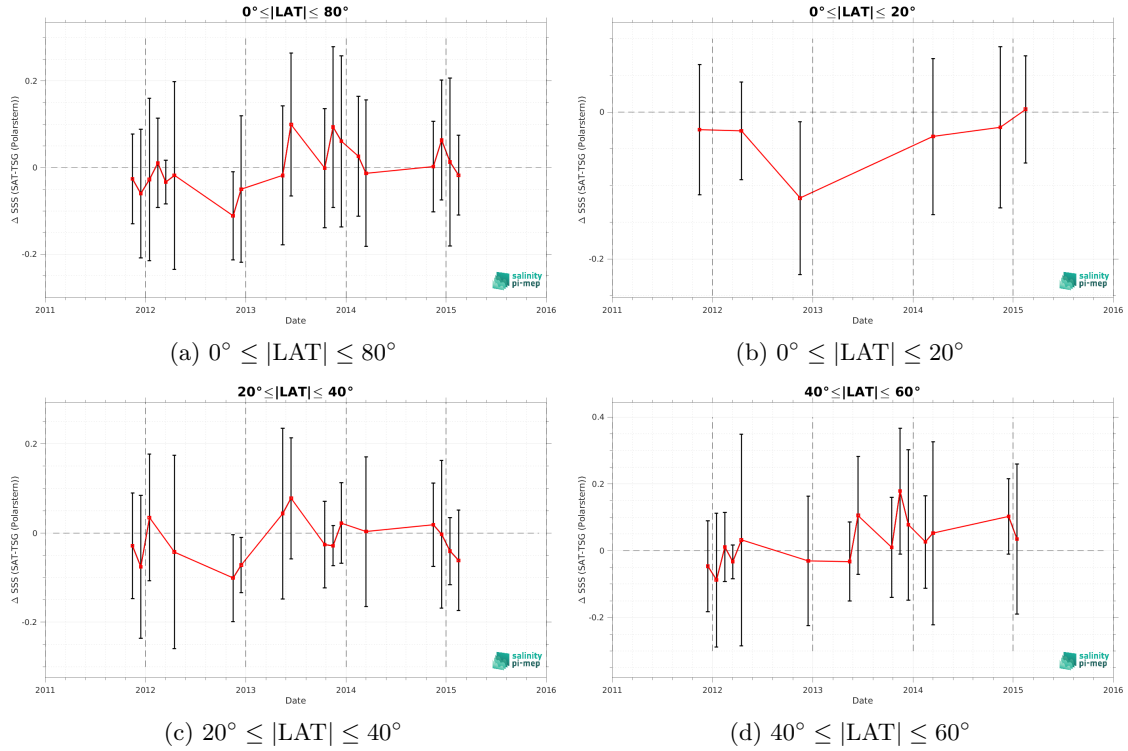 0°≤|LAT|≤ 80°
Δ SSS (SAT-TSG (Polarstern))
0.2
0
-0.2
2011 2012 2013 2014 2015 2016
Date
salinity
pi-mep
(a) 0° ≤ |LAT| ≤ 80°
0°≤|LAT|≤ 20°
Δ SSS (SAT-TSG (Polarstern))
0
-0.2
2011 2012 2013 2014 2015 2016
Date
salinity
pi-mep
(b) 0° ≤ |LAT| ≤ 20°
20°≤|LAT|≤ 40°
Δ SSS (SAT-TSG (Polarstern))
0.2
0
-0.2
2011 2012 2013 2014 2015 2016
Date
salinity
pi-mep
(c) 20° ≤ |LAT| ≤ 40°
40°≤|LAT|≤ 60°
Δ SSS (SAT-TSG (Polarstern))
0.4
0.2
0
-0.2
2011 2012 2013 2014 2015 2016
Date
salinity
pi-mep
(d) 40° ≤ |LAT| ≤ 60°